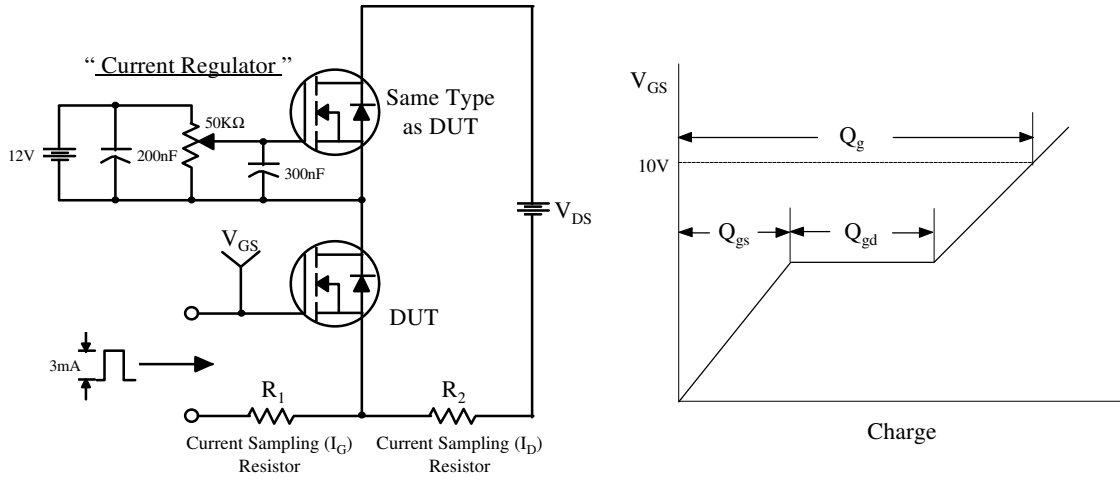 “ Current Regulator ”
Same Type
as DUT
50KΩ
12V
200nF
300nF
V_DS
V_GS
DUT
3mA
R_1
R_2
Current Sampling (I_G)
Resistor
Current Sampling (I_D)
Resistor
V_GS
Q_g
10V
Q_gs
Q_gd
Charge